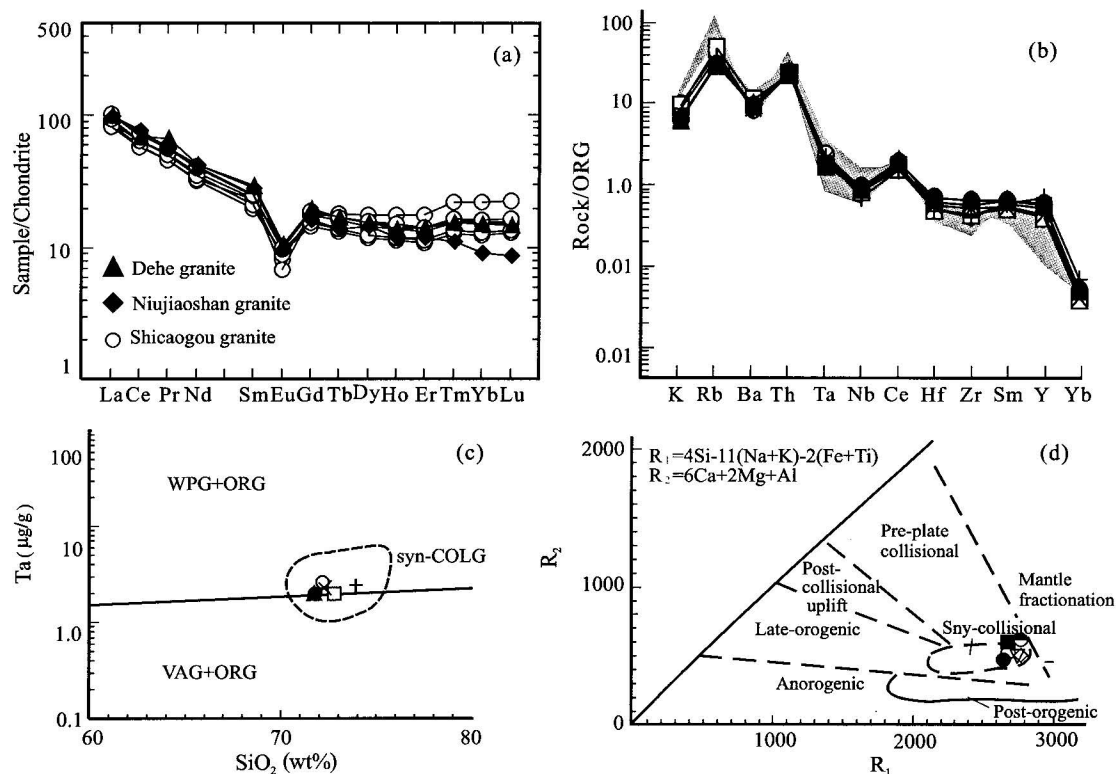 (a)
500
100
10
1
Sample/Chondrite
Dehe granite
Niujiaoshan granite
Shicaogou granite
La Ce Pr Nd Sm Eu Gd Tb Dy Ho Er Tm Yb Lu
(b)
100
10
1.0
0.1
0.01
0.01
Rock/ORG
K Rb Ba Th Ta Nb Ce Hf Zr Sm Y Yb
(c)
100
10
1.0
0.1
Ta (μg/g)
WPG+ORG
syn-COLG
VAG+ORG
60 70 80
SiO₂ (wt%)
(d)
R₁=4Si-11(Na+K)-2(Fe+Ti)
R₂=6Ca+2Mg+Al
2000
1000
0
R₂
Pre-plate
collisional
Post-
collisional
uplift
Mantle
fractionation
Late-orogenic
Sny-collisional
Anorogenic
Post-orogenic
0 1000 2000 3000
R₁